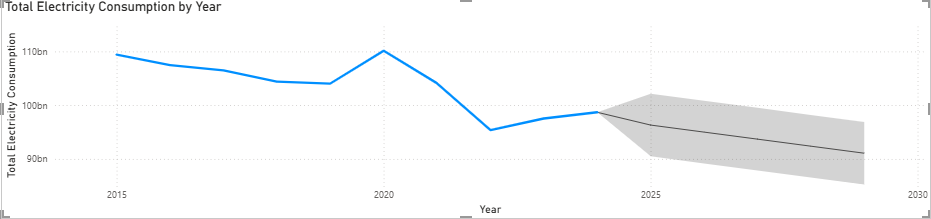 Total Electricity Consumption by Year
Total Electricity Consumption
110bn
100bn
90bn
2015
2020
2025
2030
Year